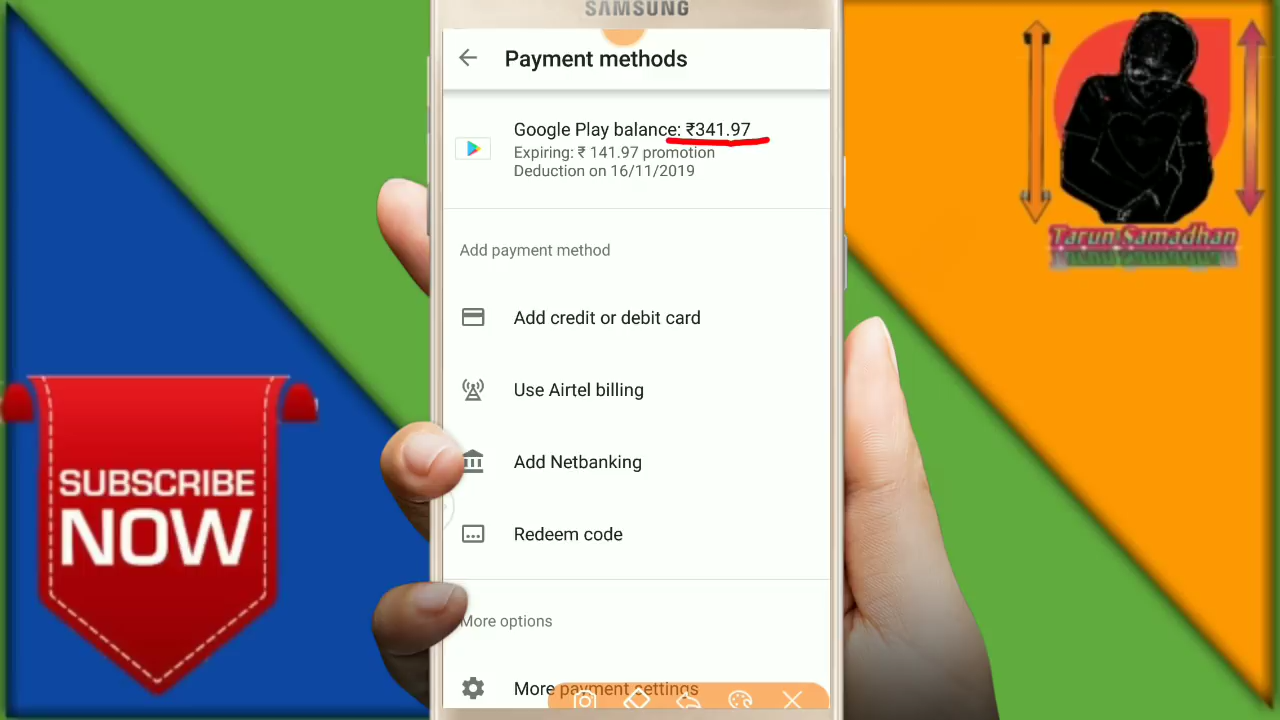 SAMSUNG
Payment methods
Google Play balance: ₹341.97
Expiring: ₹ 141.97 promotion
Deduction on 16/11/2019
Add payment method
Add credit or debit card
Use Airtel billing
Add Netbanking
Redeem code
More options
More payment settings
SUBSCRIBE
NOW
Tarun Samadhan